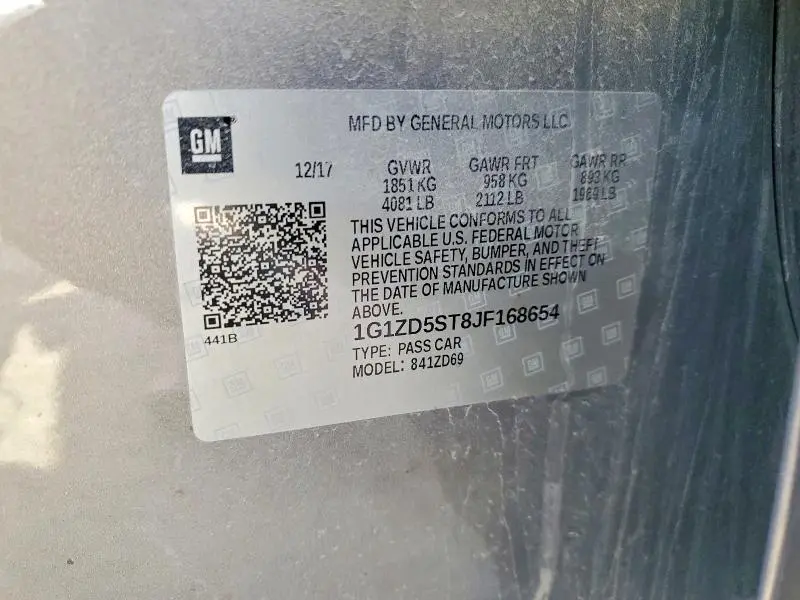 GM
MFD BY GENERAL MOTORS LLC
12/17 GVWR GAWR FRT GAWR RR
1851 KG 958 KG 893 KG
4081 LB 2112 LB 1969 LB
THIS VEHICLE CONFORMS TO ALL
APPLICABLE U.S. FEDERAL MOTOR
VEHICLE SAFETY, BUMPER, AND THEFT
PREVENTION STANDARDS IN EFFECT ON
THE DATE OF MANUFACTURE SHOWN
ABOVE.
441B
1G1ZD5ST8JF168654
TYPE: PASS CAR
MODEL: 841ZD69